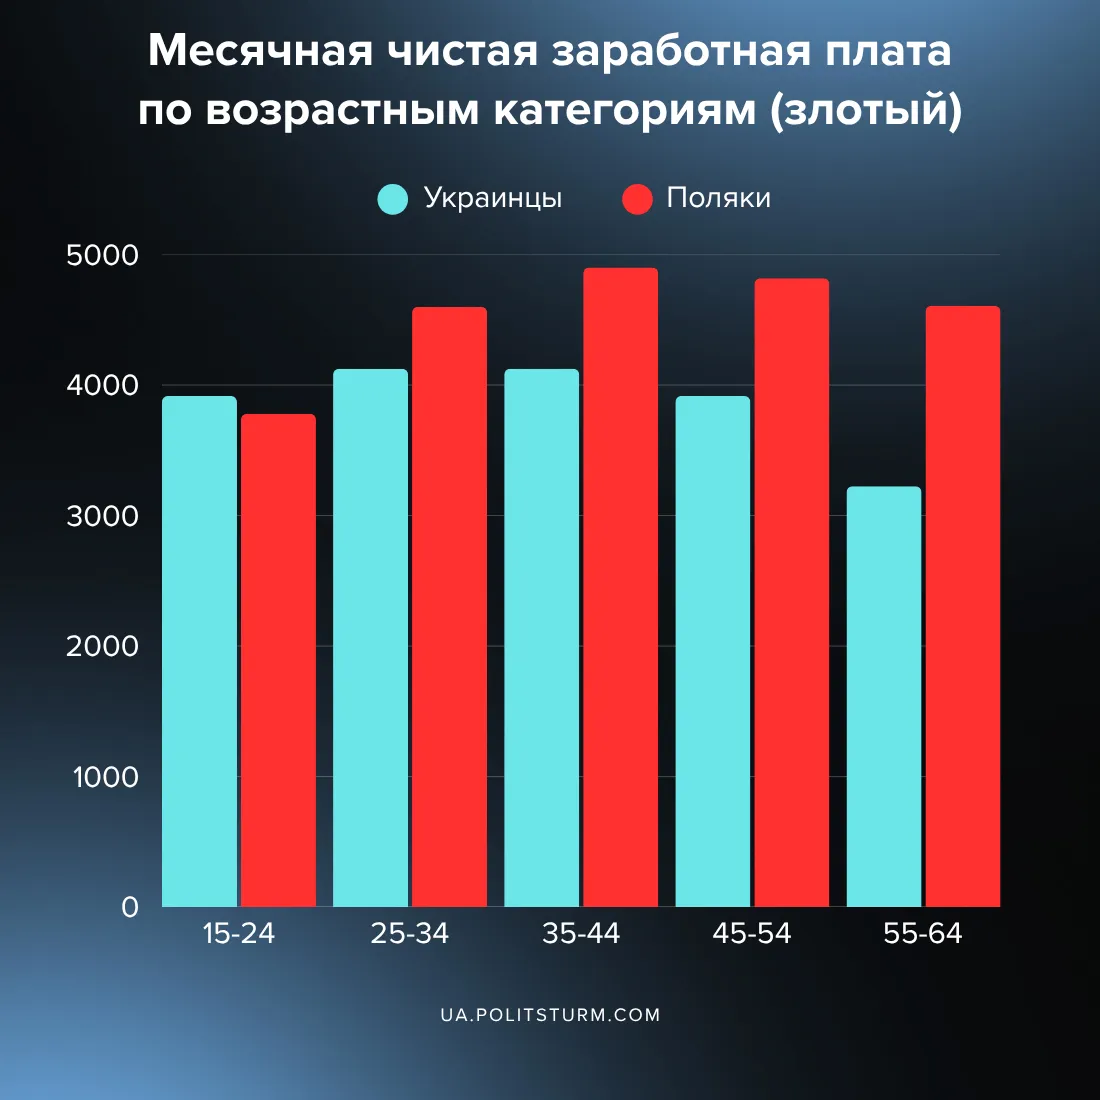 Месячная чистая заработная плата
по возрастным категориям (злотый)
Украинцы
Поляки
5000
4000
3000
2000
1000
0
15-24
25-34
35-44
45-54
55-64
UA.POLITSTURM.COM